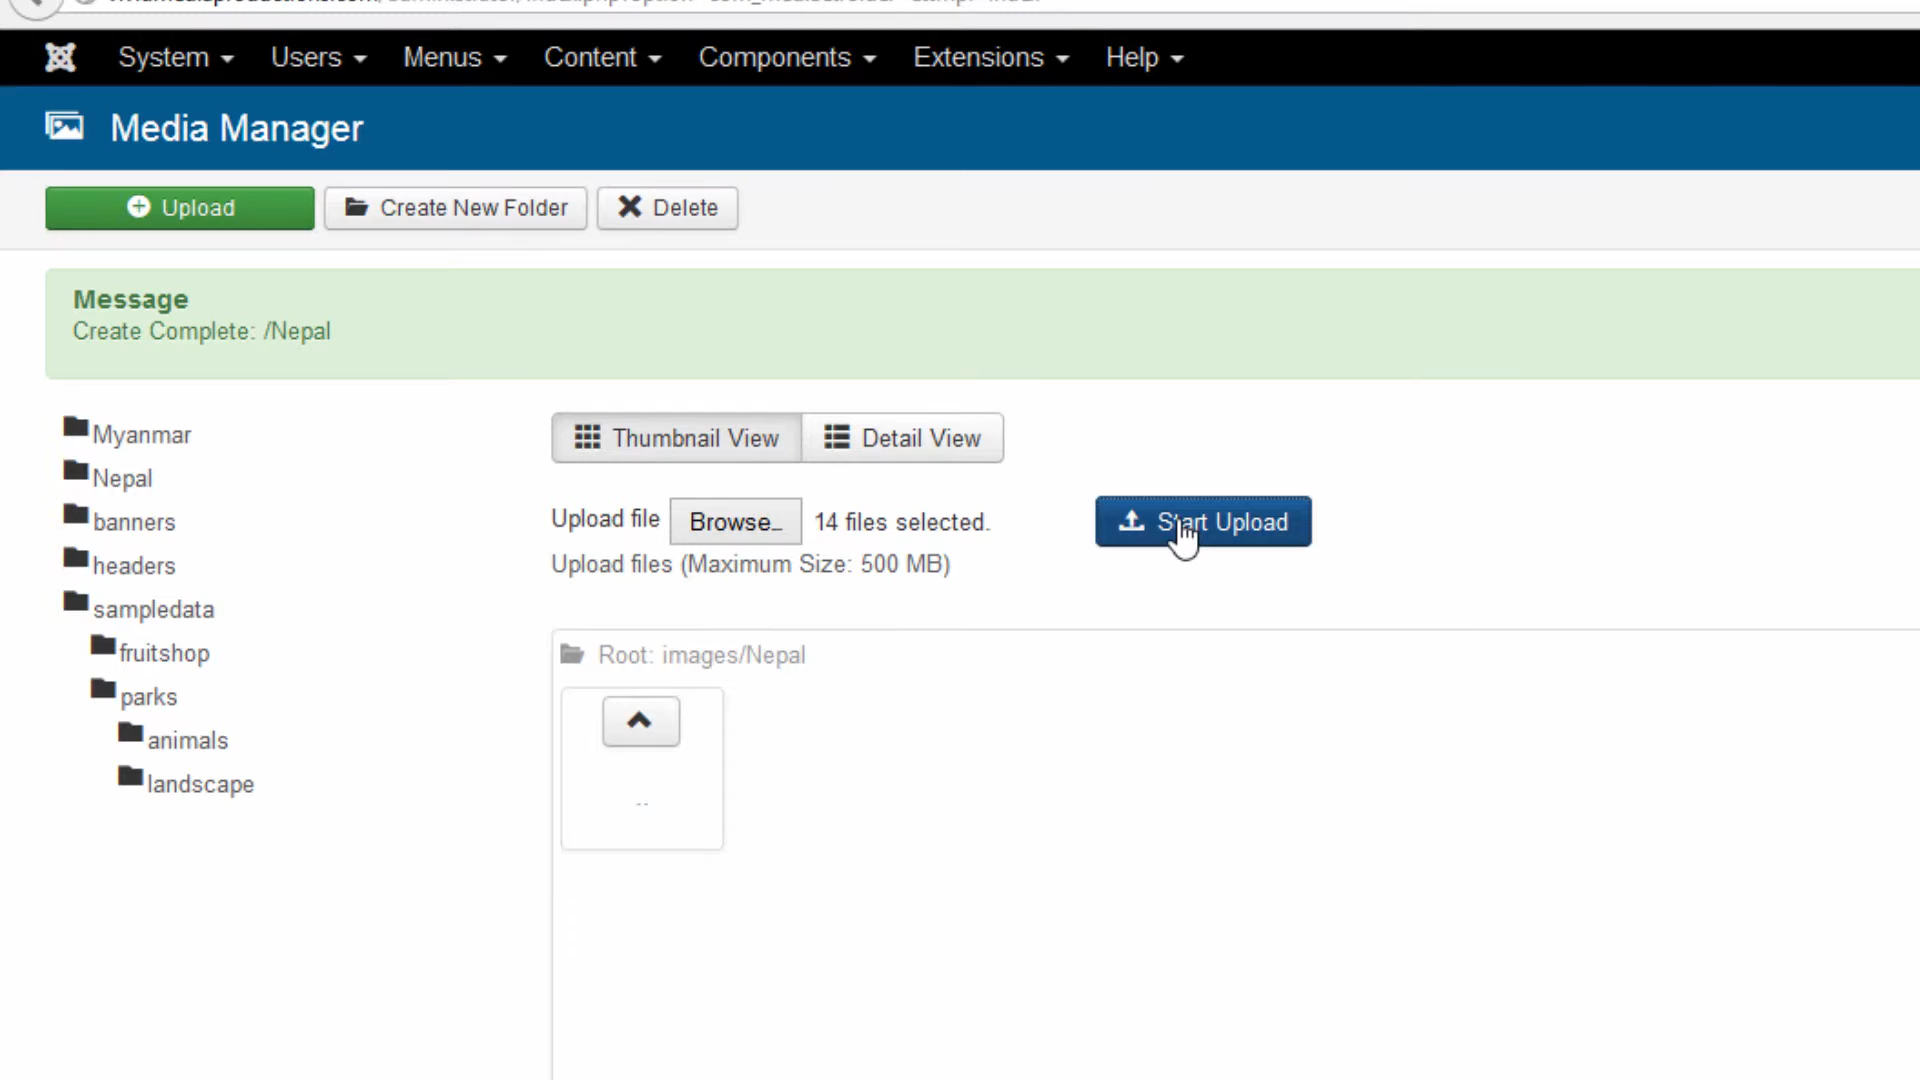 System Users Menus Content Components Extensions Help
Media Manager
Upload Create New Folder Delete
Message
Create Complete: /Nepal
Myanmar
Nepal
banners
headers
sampledata
fruitshop
parks
animals
landscape
Thumbnail View Detail View
Upload file Browse… 14 files selected. Start Upload
Upload files (Maximum Size: 500 MB)
Root: images/Nepal
..